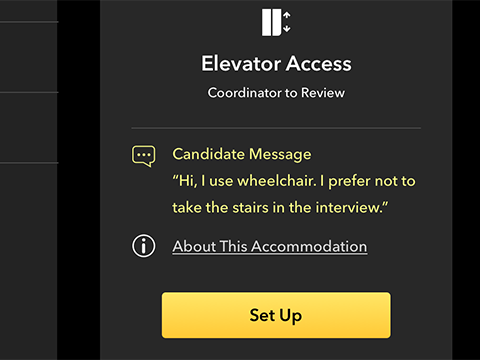 Elevator Access
Coordinator to Review
Candidate Message
“Hi, I use wheelchair. I prefer not to
take the stairs in the interview.”
About This Accommodation
Set Up